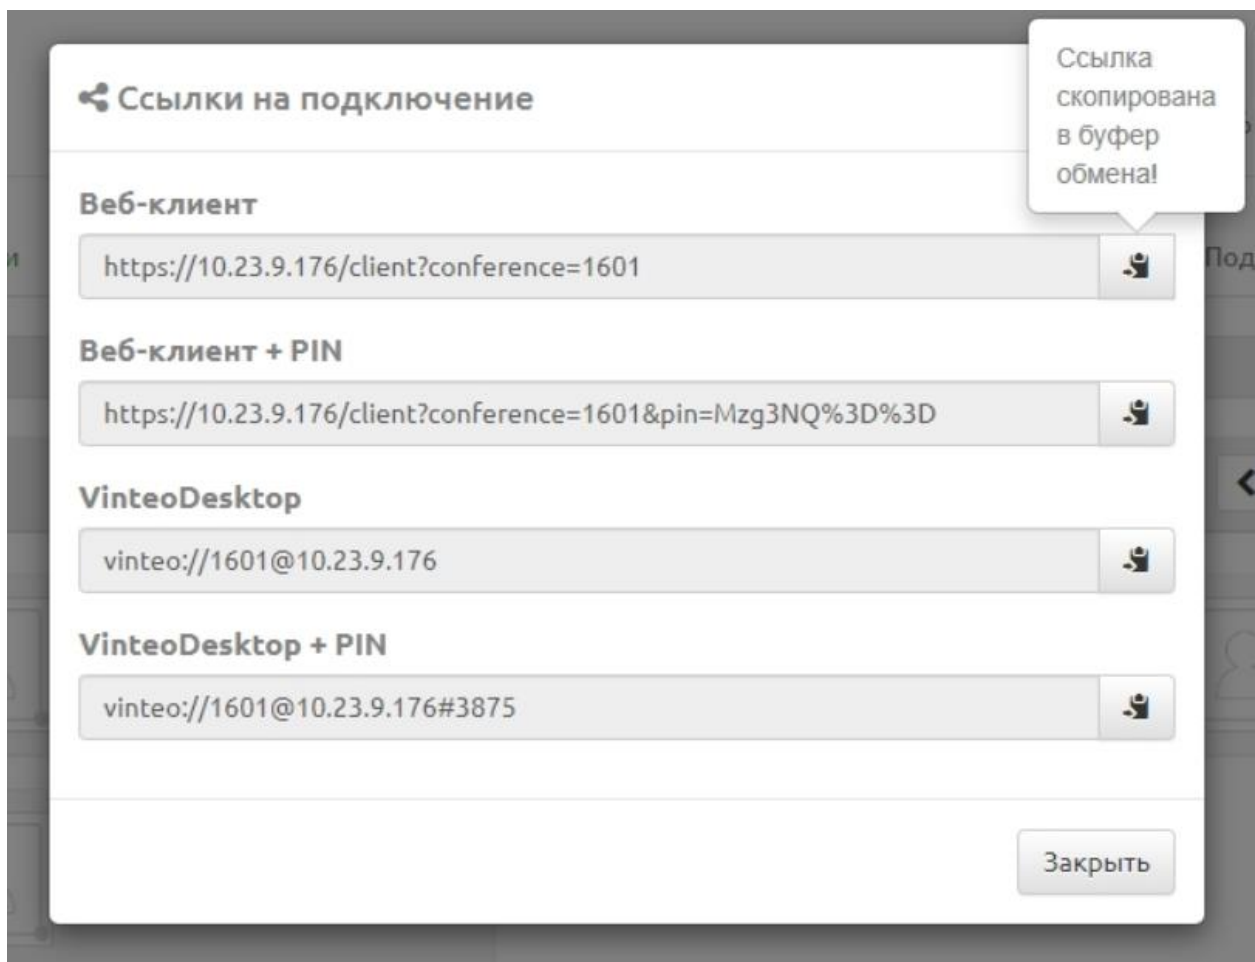 Ссылка
скопирована
в буфер
обмена!
Ссылки на подключение
Веб-клиент
https://10.23.9.176/client?conference=1601
Веб-клиент + PIN
https://10.23.9.176/client?conference=1601&pin=Mzg3NQ%3D%3D
VinteoDesktop
vinteo://1601@10.23.9.176
VinteoDesktop + PIN
vinteo://1601@10.23.9.176#3875
Закрыть